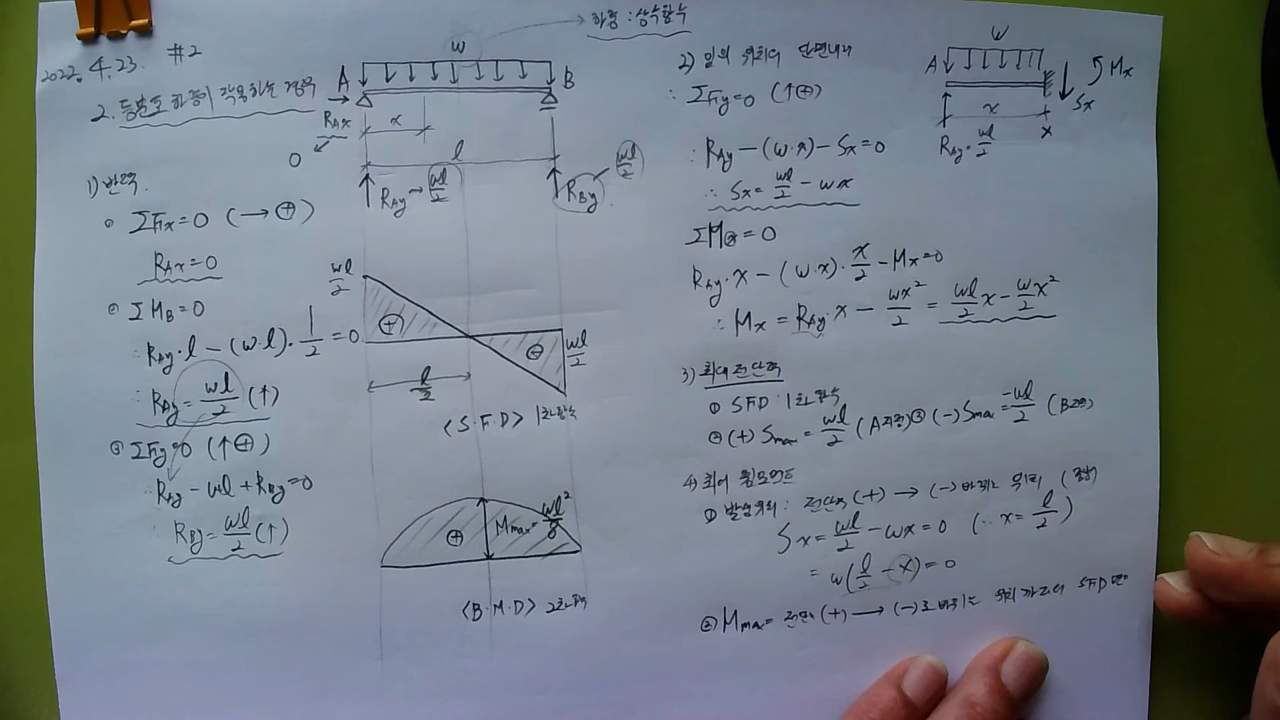 2022. 4. 23. #2
2. 등분포 하중이 작용하는 경우
하중 : 상수함수
w
A
B
R_Ax
0
x
l
R_Ay → wl/2
R_By
wl/2
1) 반력.
① ΣFx=0 (→ ⊕)
R_Ax=0
② ΣM_B=0
∴ R_Ay·l − (w·l)·l/2 = 0
R_Ay = wl/2 (↑)
③ ΣFy=0 (↑⊕)
∴ R_Ay − wl + R_By = 0
R_By = wl/2 (↑)
wl/2
⊕
⊖
wl/2
l/2
<S.F.D> 1차함수
⊕
Mmax = wl²/8
<B.M.D> 2차함수
2) 임의 위치의 단면내력
∴ ΣFy=0 (↑⊕)
∴ R_Ay − (w·x) − Sx = 0
∴ Sx = wl/2 − wx
ΣM⊗ = 0
R_Ay·x − (w·x)·x/2 − Mx = 0
∴ Mx = R_Ay·x − wx²/2 = wl/2 x − w/2 x²
w
A
Mx
Sx
x
x
R_Ay = wl/2
3) 최대 전단력
① SFD : 1차함수
② (+) Smax = wl/2 (A지점) ③ (−) Smax = −wl/2 (B지점)
4) 최대 휨모멘트
① 발생위치 : 전단력 (+) → (−) 바뀌는 위치 (중앙)
Sx = wl/2 − wx = 0 (∴ x = l/2)
= w(l/2 − x) = 0
② Mmax = 전단력 (+) → (−)로 바뀌는 위치 까지의 SFD 면적